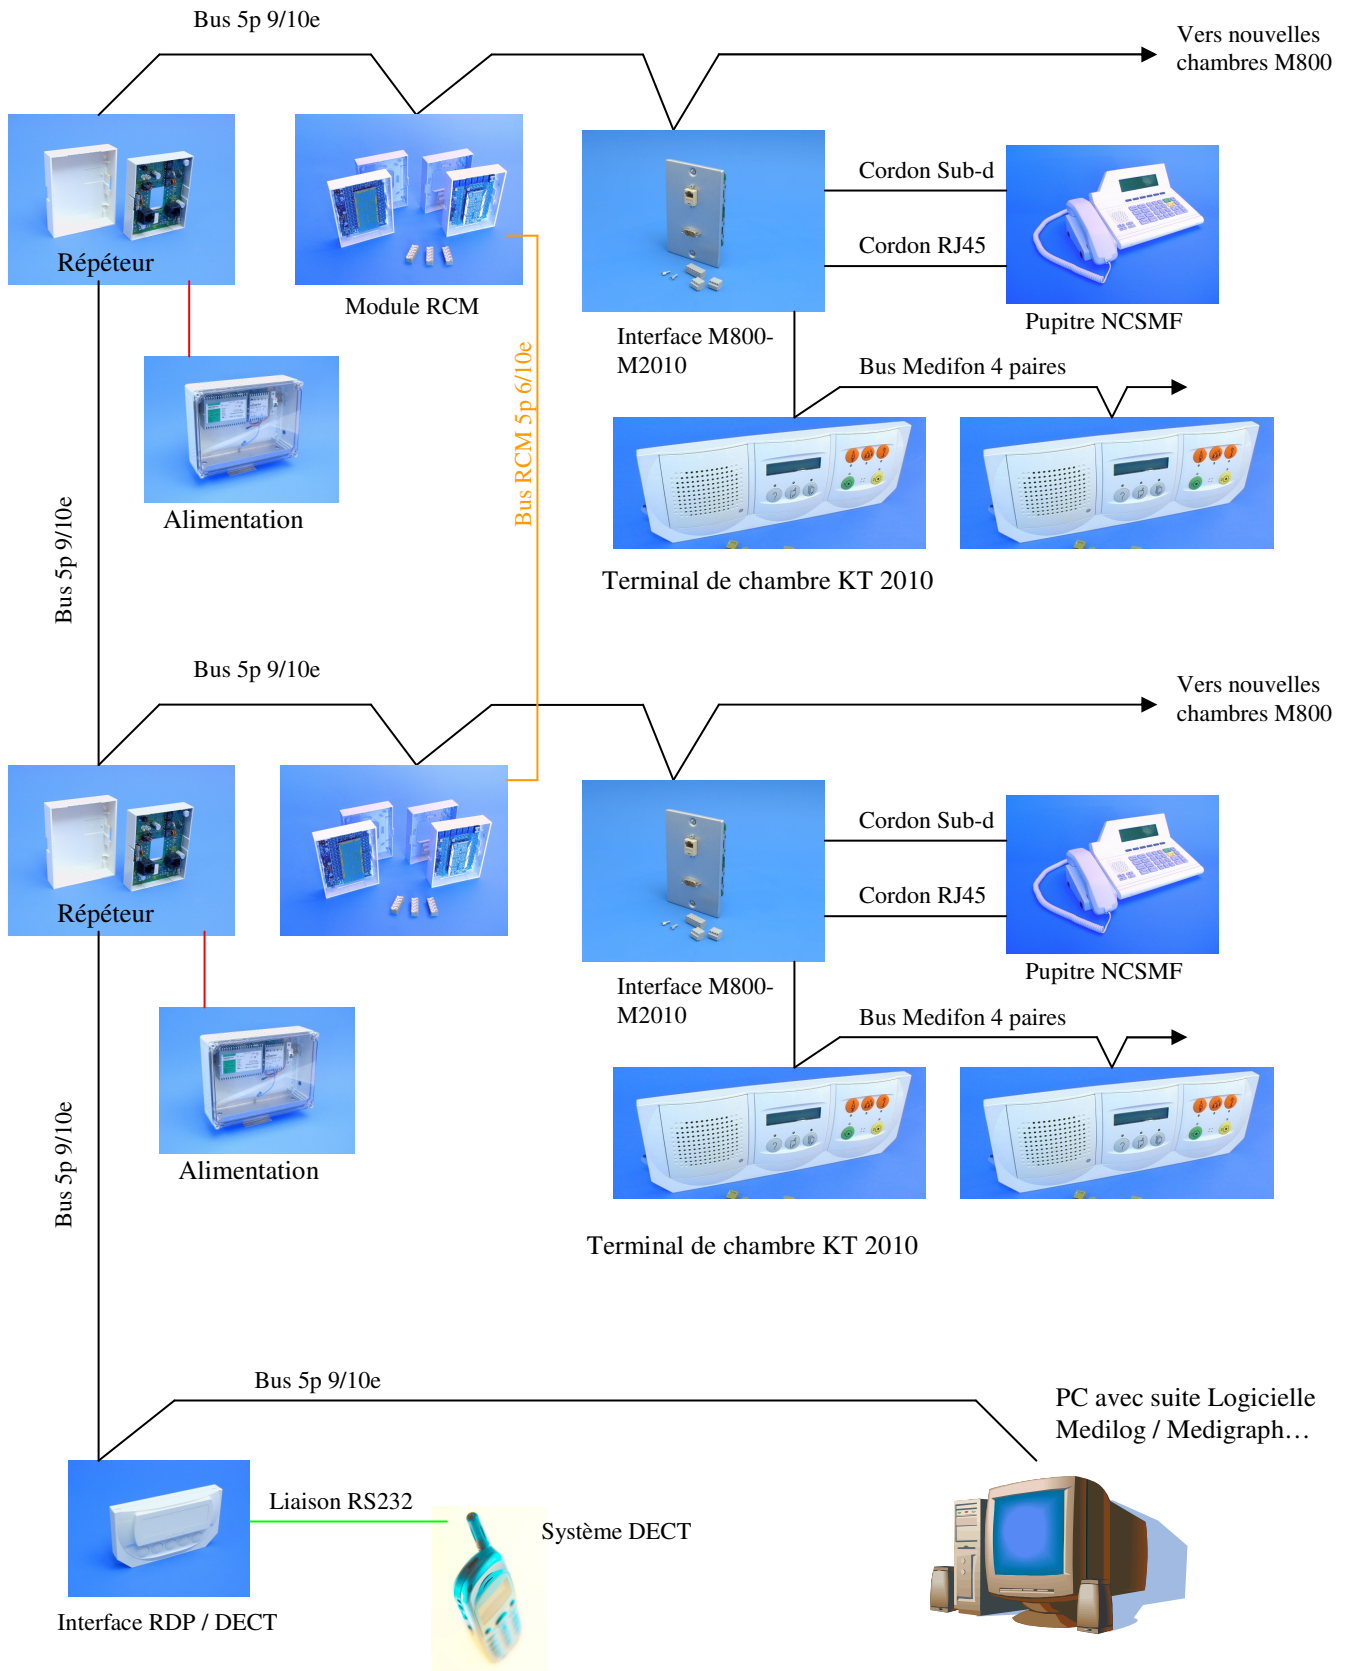 Bus 5p 9/10e
Vers nouvelles
chambres M800
Cordon Sub-d
Cordon RJ45
Répéteur
Module RCM
Interface M800-
M2010
Pupitre NCSMF
Bus Medifon 4 paires
Bus RCM 5p 6/10e
Alimentation
Bus 5p 9/10e
Terminal de chambre KT 2010
Bus 5p 9/10e
Vers nouvelles
chambres M800
Cordon Sub-d
Cordon RJ45
Répéteur
Interface M800-
M2010
Pupitre NCSMF
Bus Medifon 4 paires
Alimentation
Bus 5p 9/10e
Terminal de chambre KT 2010
Bus 5p 9/10e
PC avec suite Logicielle
Medilog / Medigraph…
Liaison RS232
Système DECT
Interface RDP / DECT